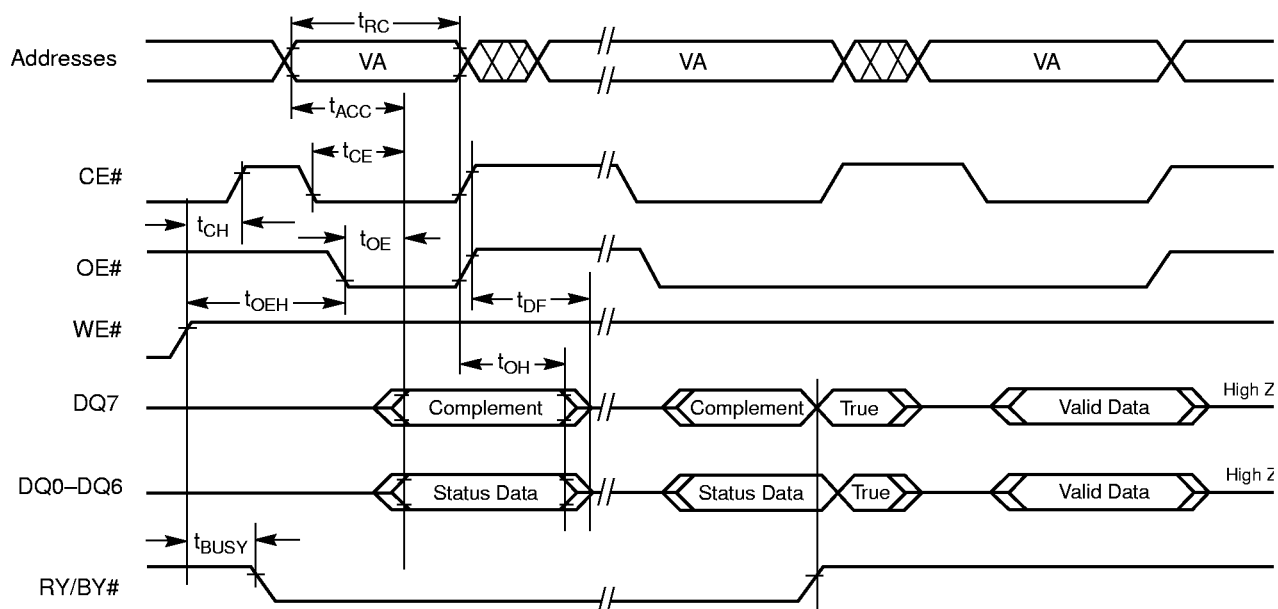 tRC
Addresses VA VA VA
tACC
tCE
CE#
tCH
tOE
OE#
tOEH
tDF
WE#
tOH
DQ7 Complement Complement True Valid Data High Z
DQ0–DQ6 Status Data Status Data True Valid Data High Z
tBUSY
RY/BY#